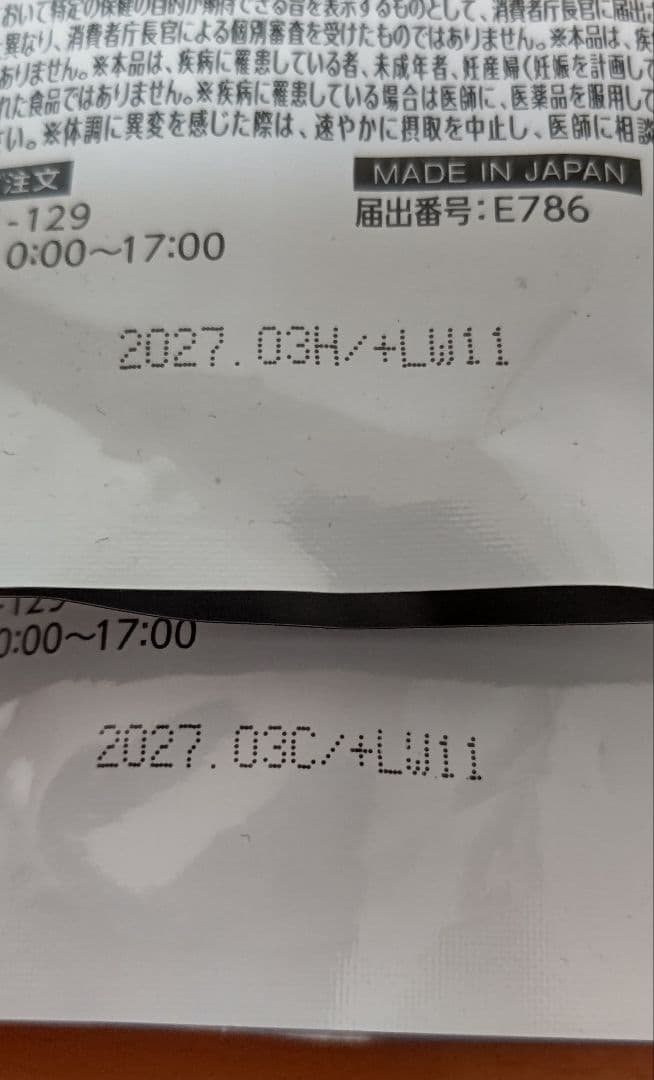 おいて特定の保健の目的が期待できる旨を表示するものとして、消費者庁長官に届出さ
異なり、消費者庁長官による個別審査を受けたものではありません。※本品は、疾
ありません。※本品は、疾病に罹患している者、未成年者、妊産婦(妊娠を計画して
れた食品ではありません。※疾病に罹患している場合は医師に、医薬品を服用して
い。※体調に異変を感じた際は、速やかに摂取を中止し、医師に相談
注文
MADE IN JAPAN
-129
届出番号:E786
0:00~17:00
2027.03H/+LW11
-129
0:00~17:00
2027.03C/+LW11